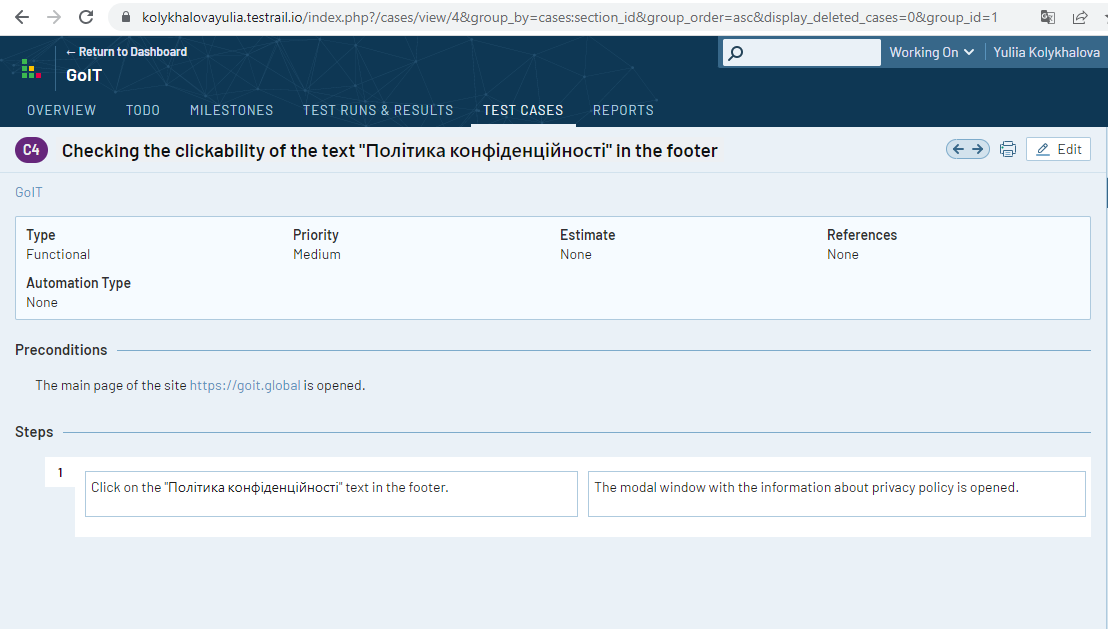 kolykhalovayulia.testrail.io/index.php?/cases/view/4&group_by=cases:section_id&group_order=asc&display_deleted_cases=0&group_id=1
← Return to Dashboard
GoIT
Working On
Yuliia Kolykhalova
OVERVIEW TODO MILESTONES TEST RUNS & RESULTS TEST CASES REPORTS
C4 Checking the clickability of the text "Політика конфіденційності" in the footer
Edit
GoIT
Type Priority Estimate References
Functional Medium None None
Automation Type
None
Preconditions
The main page of the site https://goit.global is opened.
Steps
1
Click on the "Політика конфіденційності" text in the footer.
The modal window with the information about privacy policy is opened.